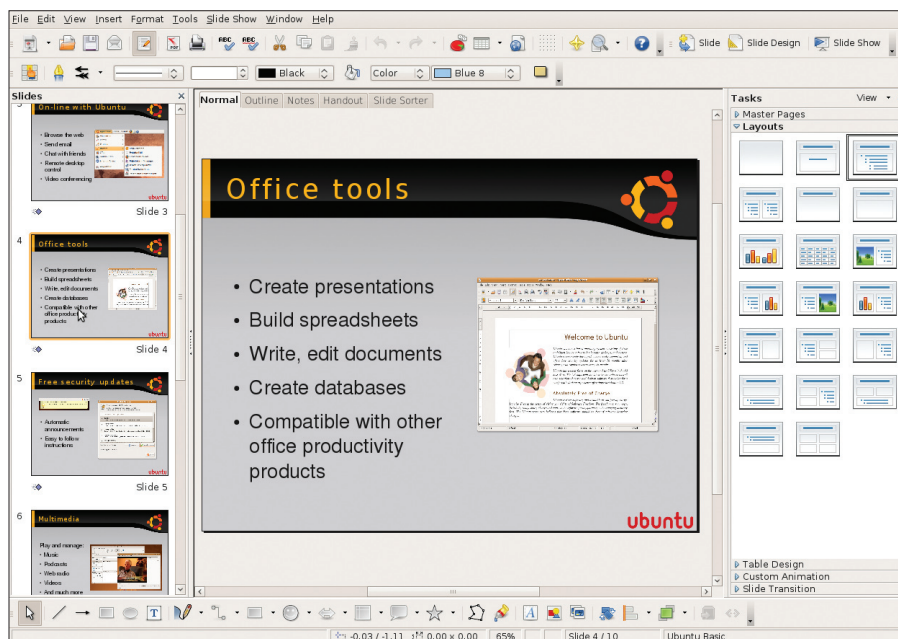 File Edit View Insert Format Tools Slide Show Window Help
Slide Slide Design Slide Show
Black Color Blue 8
Slides
Normal Outline Notes Handout Slide Sorter
Tasks View
Master Pages
Layouts
On-line with Ubuntu
• Browse the web
• Send email
• Chat with friends
• Remote desktop
control
• Video conferencing
ubuntu
Slide 3
4
Office tools
• Create presentations
• Build spreadsheets
• Write, edit documents
• Create databases
• Compatible with other
office productivity
products
ubuntu
Slide 4
5
Free security updates
• Automatic
announcements
• Easy to follow
instructions
ubuntu
Slide 5
6
Multimedia
Play and manage:
• Music
• Podcasts
• Web radio
• Videos
• And much more
Office tools
• Create presentations
• Build spreadsheets
• Write, edit documents
• Create databases
• Compatible with other
office productivity
products
Welcome to Ubuntu
Absolutely Free of Charge
ubuntu
Table Design
Custom Animation
Slide Transition
-0.03 / -1.11 0.00 x 0.00 65% Slide 4 / 10 Ubuntu Basic